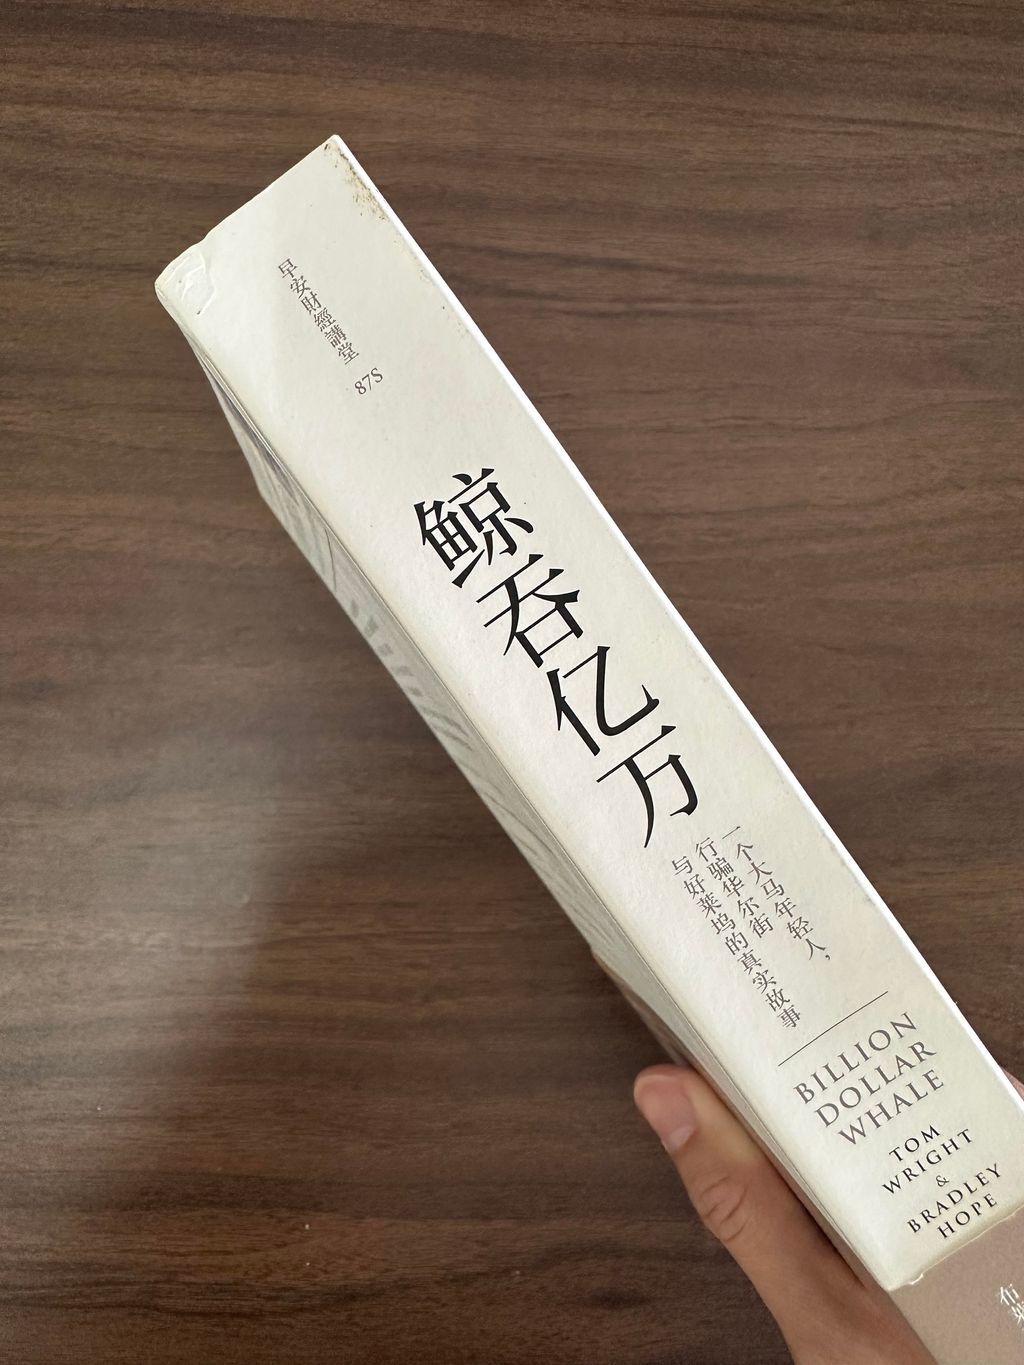 早安財經講堂
87S
鲸吞亿万
一个大马年轻人，
行骗华尔街
与好莱坞的真实故事
BILLION
DOLLAR
WHALE
TOM
WRIGHT
&
BRADLEY
HOPE
布